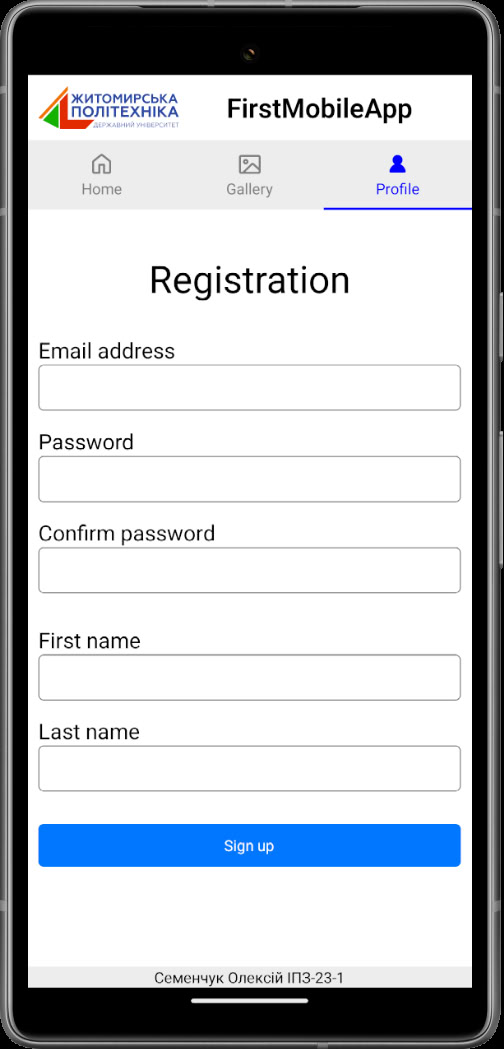 ЖИТОМИРСЬКА
ПОЛІТЕХНІКА
ДЕРЖАВНИЙ УНІВЕРСИТЕТ
FirstMobileApp
Home
Gallery
Profile
Registration
Email address
Password
Confirm password
First name
Last name
Sign up
Семенчук Олексій ІПЗ-23-1